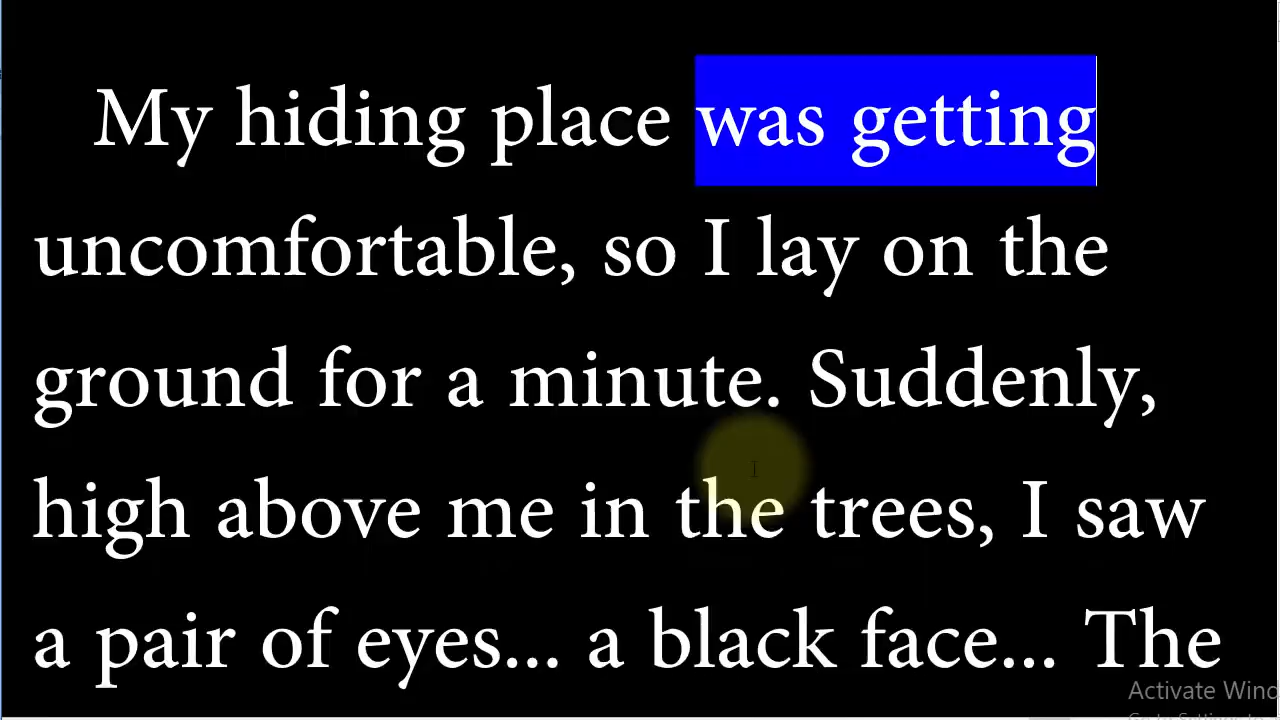 My hiding place was getting
uncomfortable, so I lay on the
ground for a minute. Suddenly,
high above me in the trees, I saw
a pair of eyes... a black face... The
Activate Wind